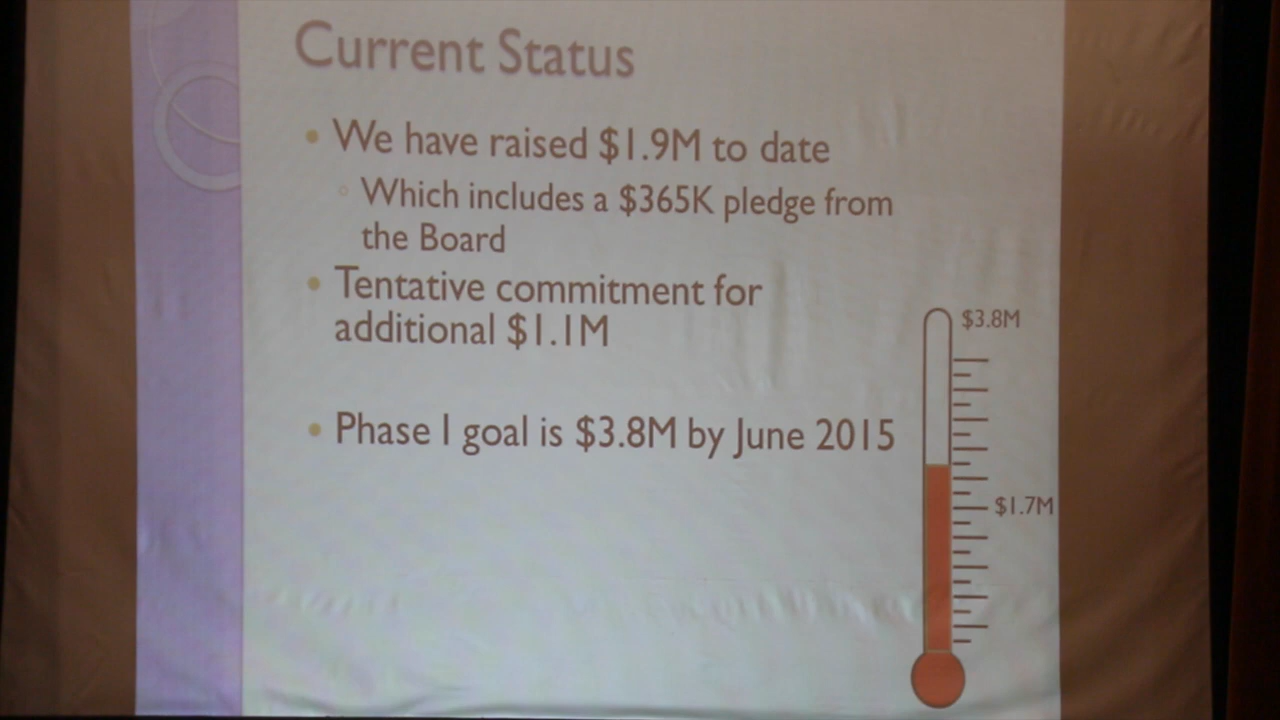 Current Status
We have raised $1.9M to date
Which includes a $365K pledge from
the Board
Tentative commitment for
additional $1.1M
Phase I goal is $3.8M by June 2015
$3.8M
$1.7M